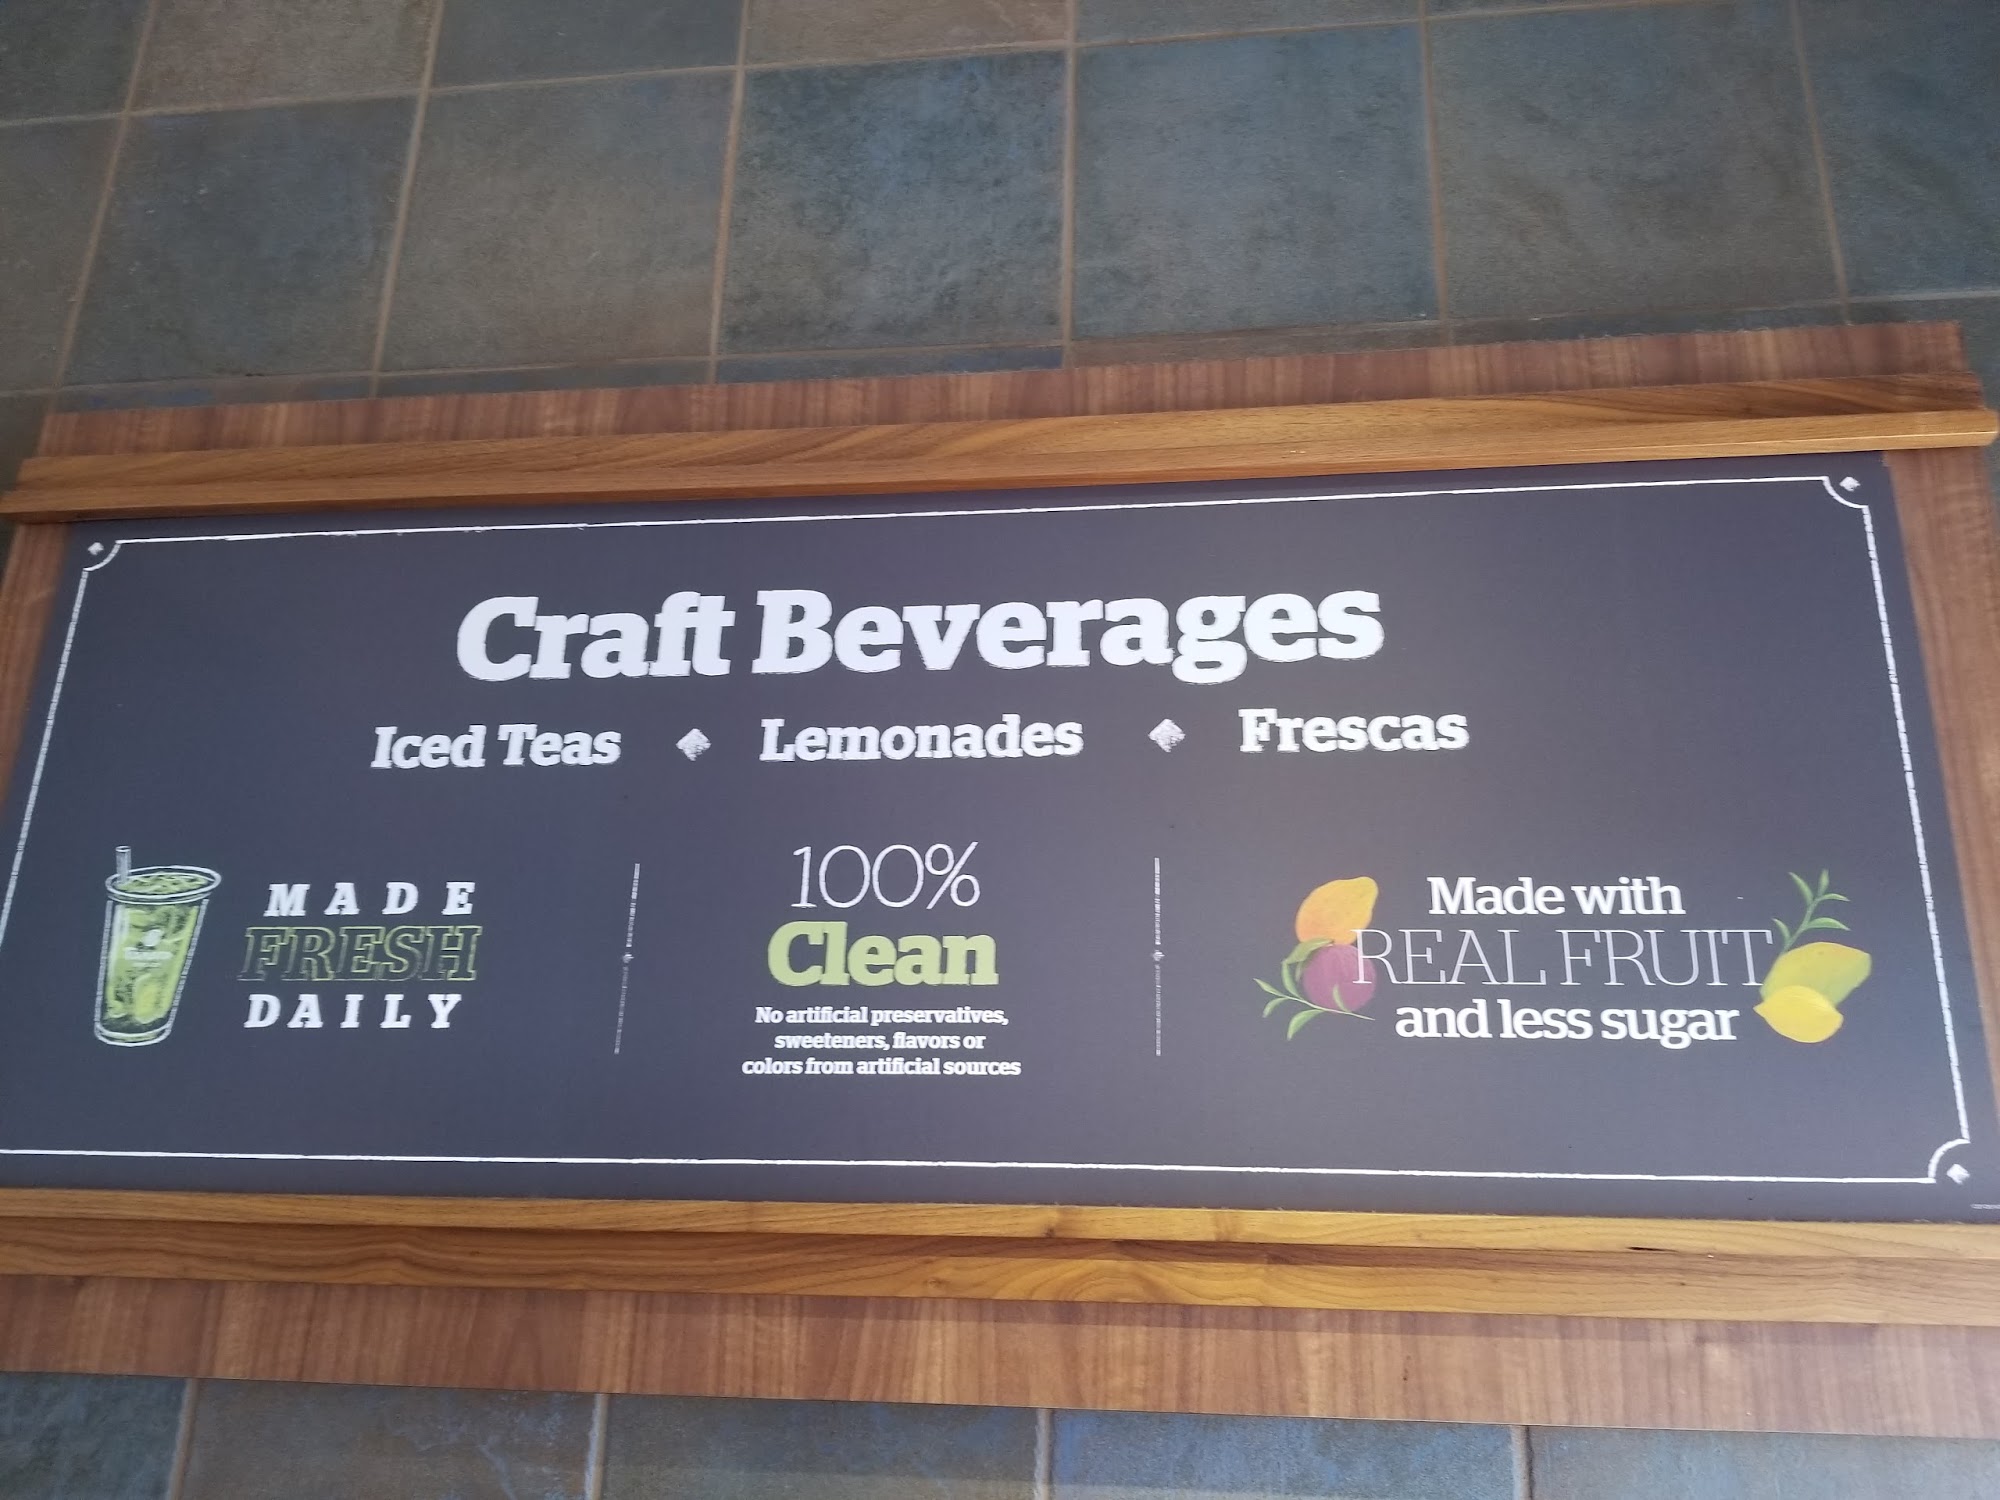 Craft Beverages
Iced Teas ◆ Lemonades ◆ Frescas
MADE
FRESH
DAILY
100%
Clean
No artificial preservatives,
sweeteners, flavors or
colors from artificial sources
Made with
REAL FRUIT
and less sugar